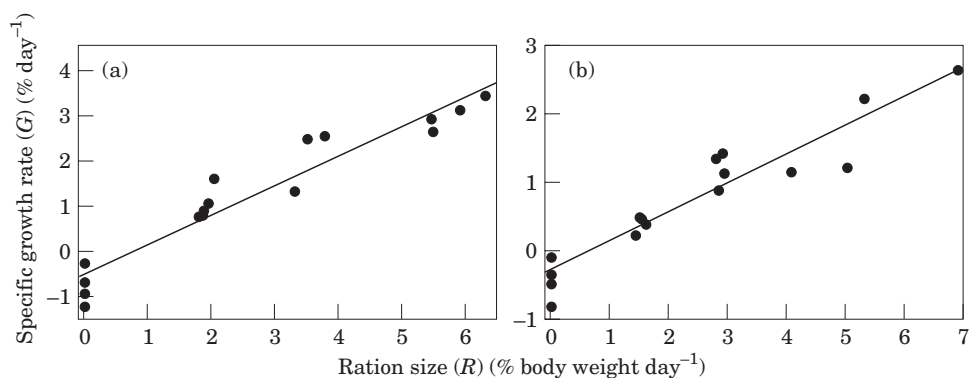 Specific growth rate (G) (% day⁻¹)
(a)
4
3
2
1
0
–1
0 1 2 3 4 5 6
(b)
3
2
1
0
–1
0 1 2 3 4 5 6 7
Ration size (R) (% body weight day⁻¹)